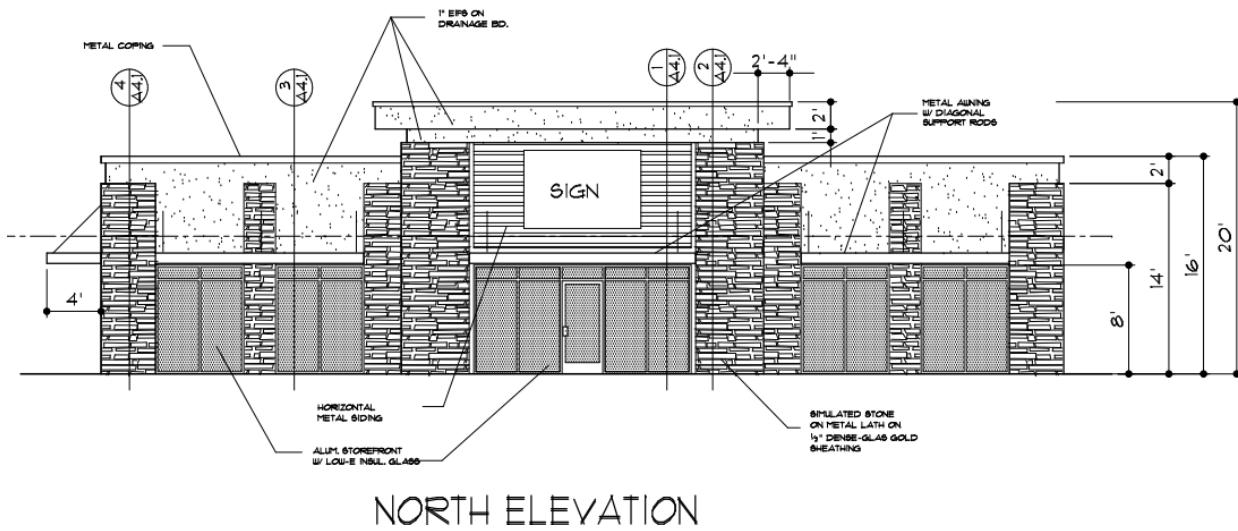 1" EIFS ON
DRAINAGE BD.
METAL COPING
4
A4.1
3
A4.1
1
A4.1
2
A4.1
2'-4"
METAL AWNING
W/ DIAGONAL
SUPPORT RODS
2'
1'
SIGN
2'
20'
16'
14'
8'
4'
HORIZONTAL
METAL SIDING
ALUM. STOREFRONT
W/ LOW-E INSUL. GLASS
SIMULATED STONE
ON METAL LATH ON
½" DENSE-GLAS GOLD
SHEATHING
NORTH ELEVATION